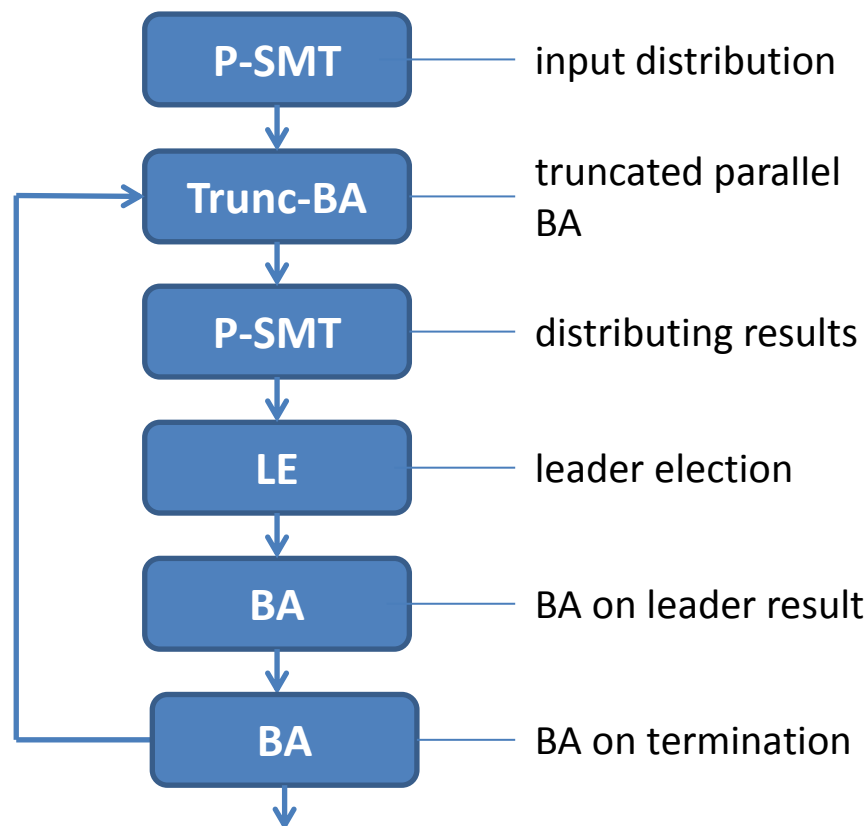 P-SMT
input distribution
Trunc-BA
truncated parallel
BA
P-SMT
distributing results
LE
leader election
BA
BA on leader result
BA
BA on termination